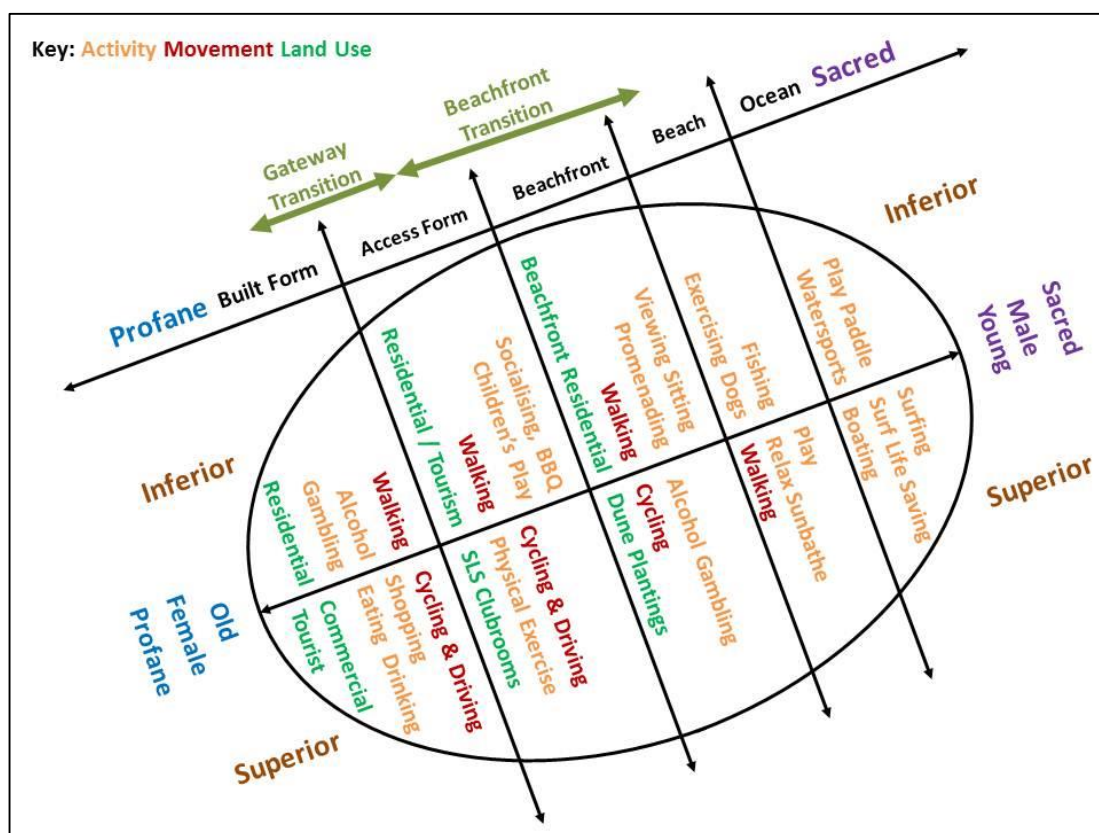 Key: Activity Movement Land Use
Gateway
Transition
Beachfront
Transition
Profane
Built Form
Access Form
Beachfront
Beach
Ocean
Sacred
Inferior
Sacred
Male
Young
Superior
Inferior
Old
Female
Profane
Superior
Residential
Gambling
Alcohol
Walking
Residential / Tourism
Walking
Socialising, BBQ
Children's Play
Beachfront Residential
Walking
Viewing Sitting
Promenading
Exercising Dogs
Fishing
Play Paddle
Watersports
Tourist
Commercial
Eating Drinking
Shopping
Cycling & Driving
SLS Clubrooms
Physical Exercise
Cycling & Driving
Dune Plantings
Cycling
Alcohol Gambling
Walking
Relax Sunbathe
Play
Boating
Surf Life Saving
Surfing